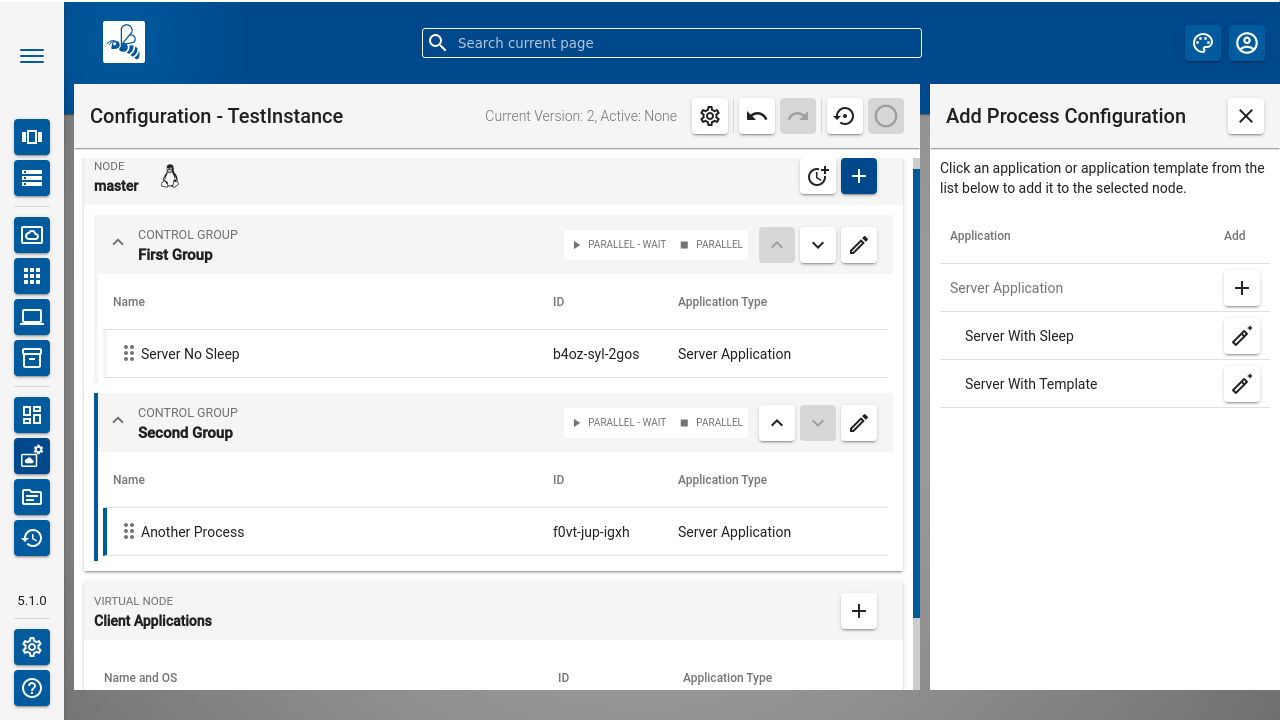 Search current page
Configuration - TestInstance
Current Version: 2, Active: None
Add Process Configuration
NODE
master
CONTROL GROUP
First Group
PARALLEL - WAIT
PARALLEL
Name
ID
Application Type
Server No Sleep
b4oz-syl-2gos
Server Application
CONTROL GROUP
Second Group
PARALLEL - WAIT
PARALLEL
Name
ID
Application Type
Another Process
f0vt-jup-igxh
Server Application
VIRTUAL NODE
Client Applications
Name and OS
ID
Application Type
Click an application or application template from the
list below to add it to the selected node.
Application
Add
Server Application
Server With Sleep
Server With Template
5.1.0